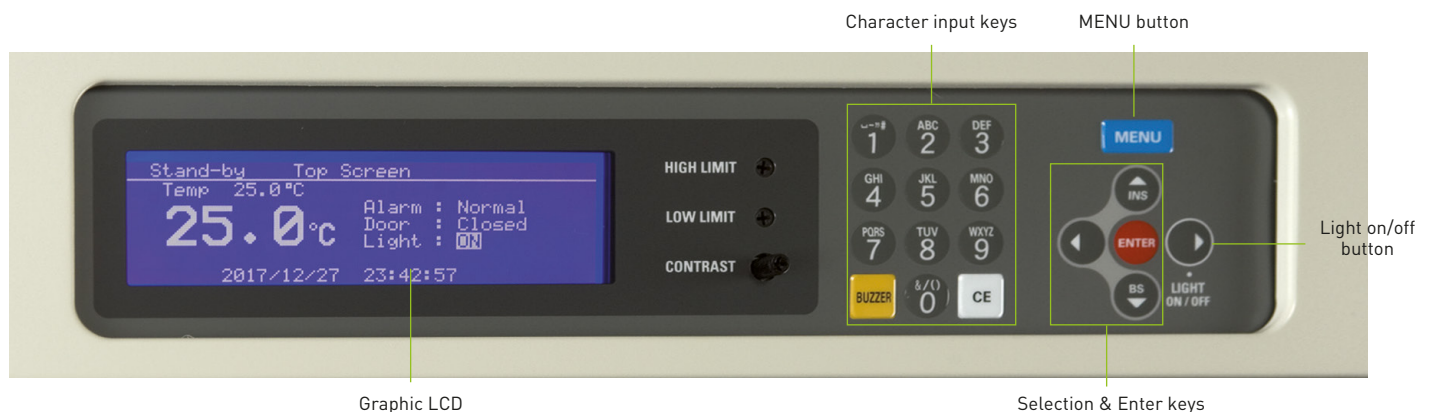 Character input keys
MENU button
Stand-by Top Screen
Temp 25.0°C
25.0°C
Alarm : Normal
Door : Closed
Light : ON
2017/12/27 23:42:57
HIGH LIMIT
LOW LIMIT
CONTRAST
1
ABC
2
DEF
3
GHI
4
JKL
5
MNO
6
PQRS
7
TUV
8
WXYZ
9
BUZZER
&/()
0
CE
MENU
INS
ENTER
BS
LIGHT
ON / OFF
Light on/off
button
Graphic LCD
Selection & Enter keys